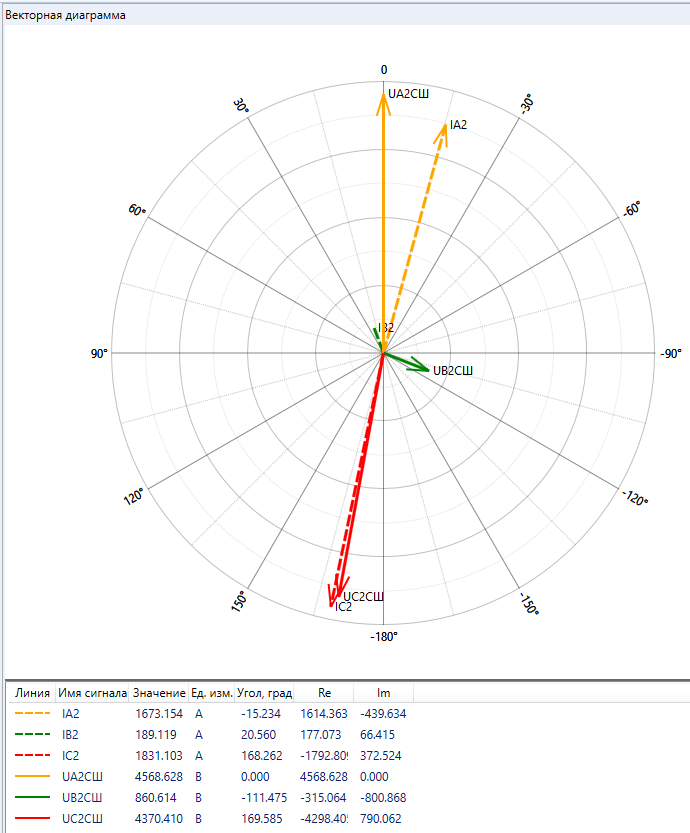 Векторная диаграмма
0
UA2СШ
30°
-30°
IA2
60°
-60°
IB2
90°
-90°
UB2СШ
120°
-120°
UC2СШ
150°
-150°
IC2
-180°
Линия Имя сигнала Значение Ед. изм. Угол, град Re Im
IA2 1673.154 А -15.234 1614.363 -439.634
IB2 189.119 А 20.560 177.073 66.415
IC2 1831.103 А 168.262 -1792.80 372.524
UA2СШ 4568.628 В 0.000 4568.628 0.000
UB2СШ 860.614 В -111.475 -315.064 -800.868
UC2СШ 4370.410 В 169.585 -4298.40 790.062